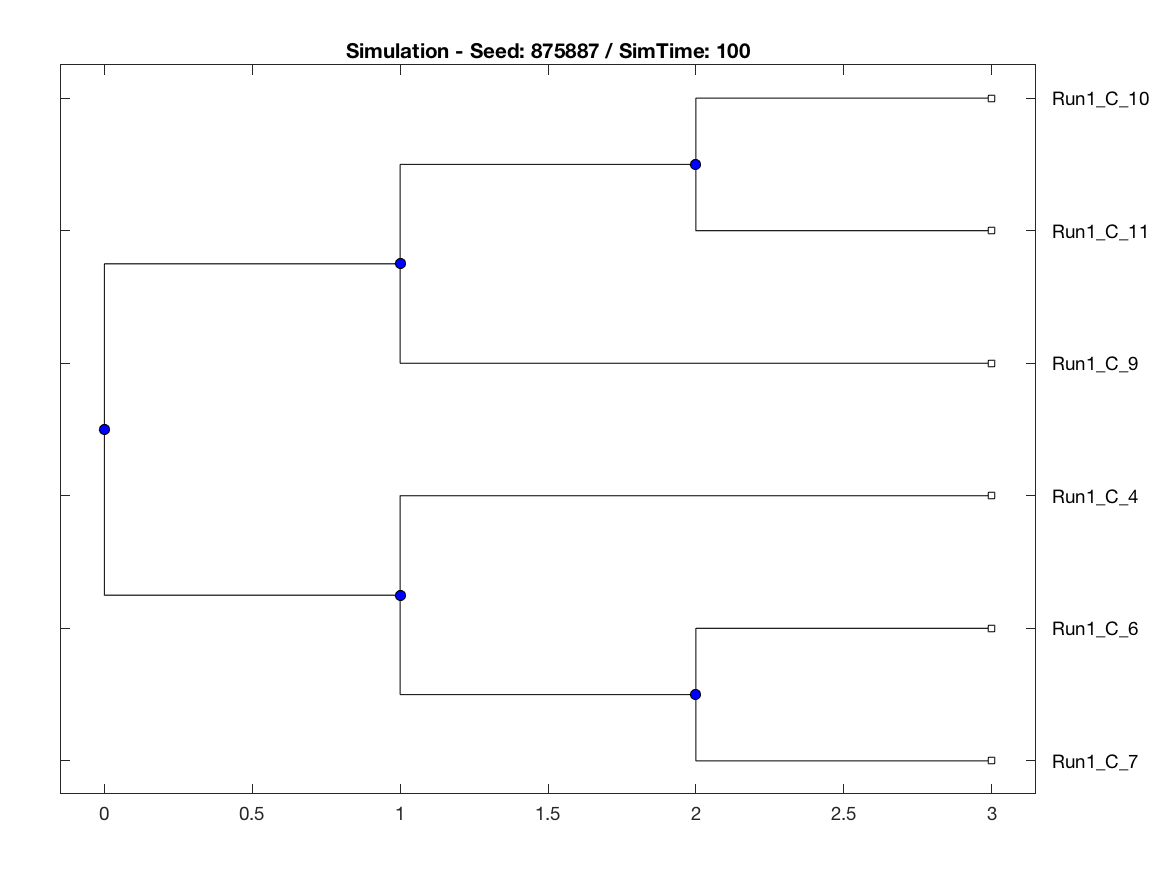 Simulation - Seed: 875887 / SimTime: 100
Run1_C_10
Run1_C_11
Run1_C_9
Run1_C_4
Run1_C_6
Run1_C_7
0 0.5 1 1.5 2 2.5 3